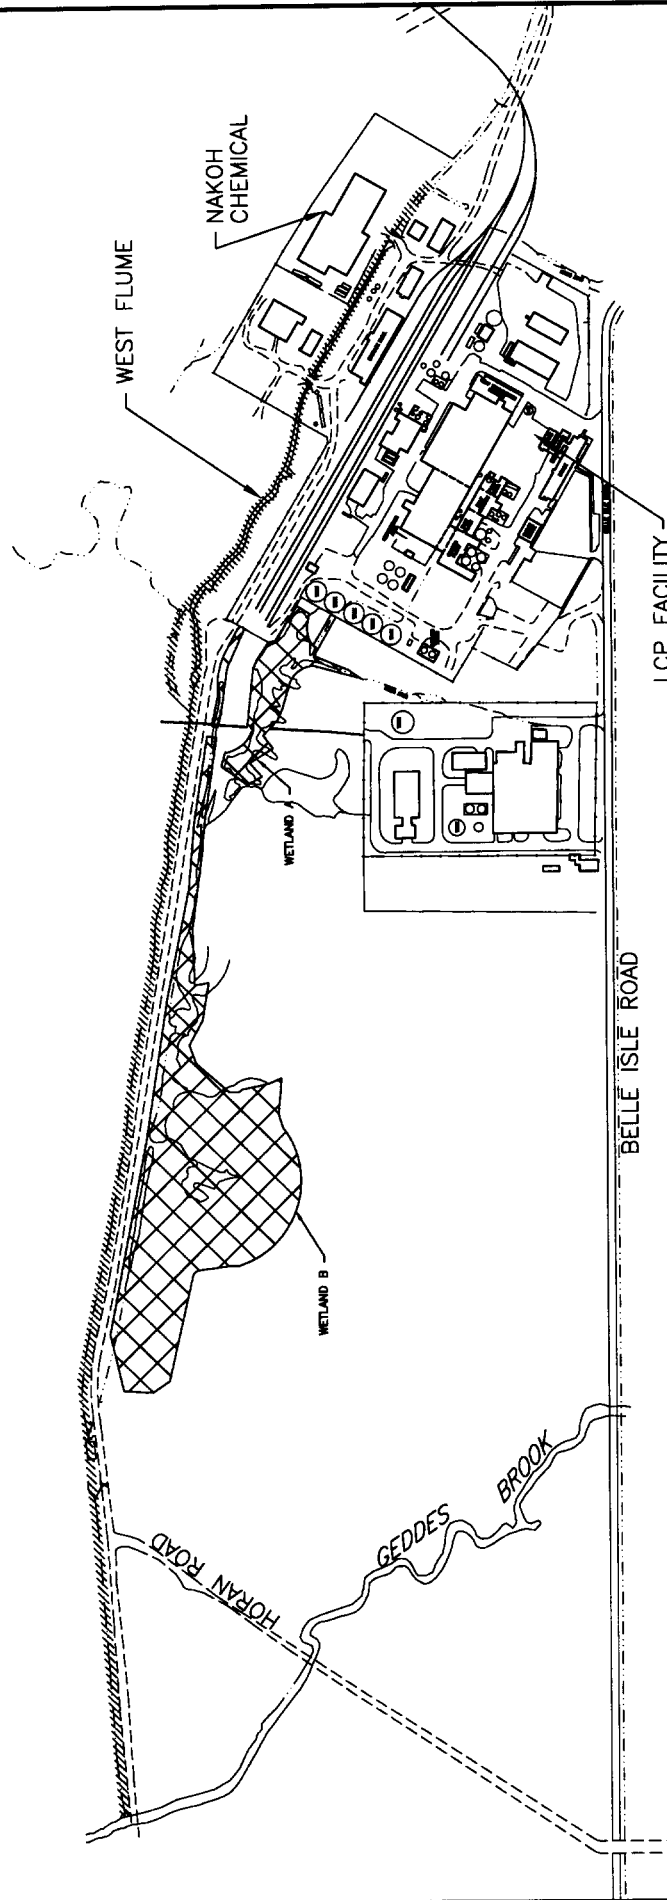 NAKOH
CHEMICAL
WEST FLUME
LCP FACILITY
WETLAND A
BELLE ISLE ROAD
WETLAND B
GEDDES
BROOK
HORAN ROAD